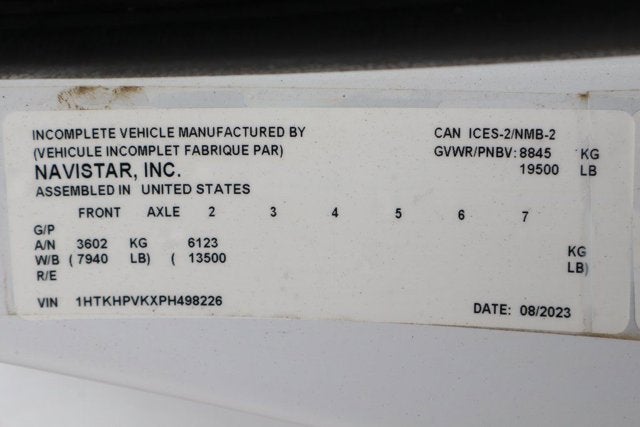 INCOMPLETE VEHICLE MANUFACTURED BY CAN ICES-2/NMB-2
(VEHICULE INCOMPLET FABRIQUE PAR) GVWR/PNBV: 8845 KG
NAVISTAR, INC. 19500 LB
ASSEMBLED IN UNITED STATES
FRONT AXLE 2 3 4 5 6 7
G/P
A/N 3602 KG 6123 KG
W/B ( 7940 LB) ( 13500 LB)
R/E
VIN 1HTKHPVKXPH498226 DATE: 08/2023